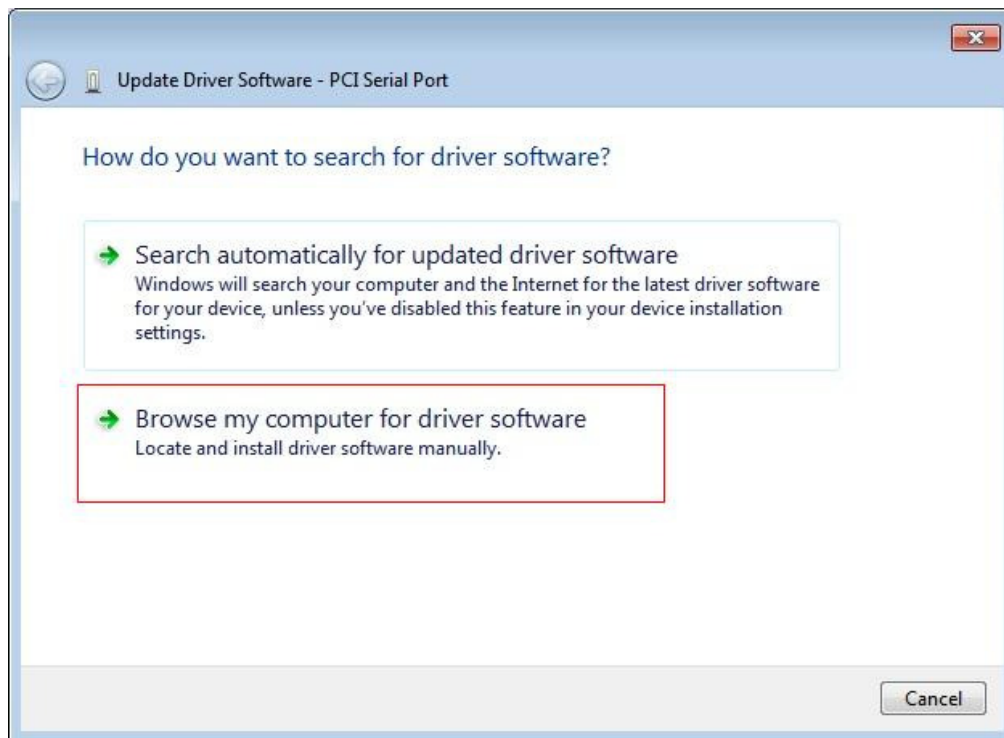 Update Driver Software - PCI Serial Port
How do you want to search for driver software?
Search automatically for updated driver software
Windows will search your computer and the Internet for the latest driver software
for your device, unless you've disabled this feature in your device installation
settings.
Browse my computer for driver software
Locate and install driver software manually.
Cancel